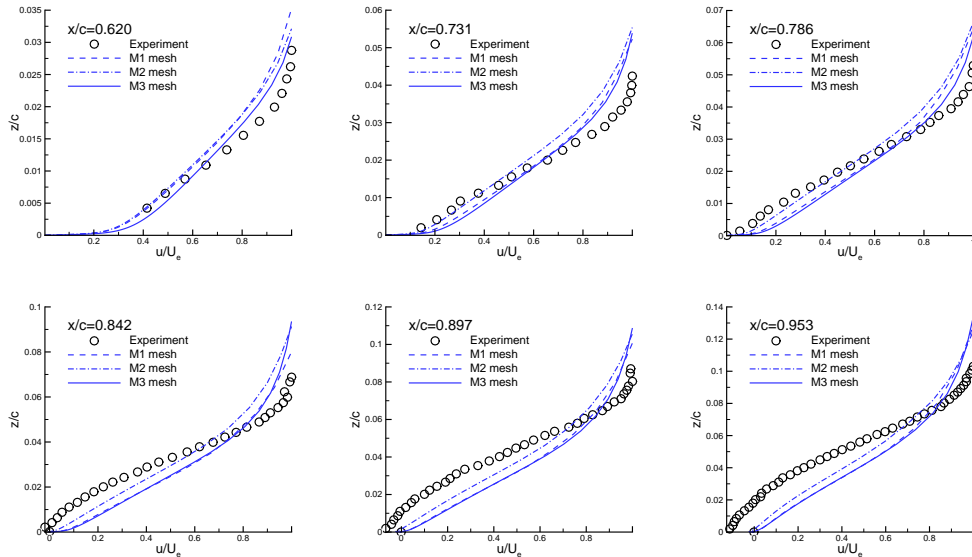 x/c=0.620
Experiment
M1 mesh
M2 mesh
M3 mesh
z/c
0.035
0.03
0.025
0.02
0.015
0.01
0.005
0
0.2 0.4 0.6 0.8 1
u/U_e
x/c=0.731
Experiment
M1 mesh
M2 mesh
M3 mesh
z/c
0.06
0.05
0.04
0.03
0.02
0.01
0
0.2 0.4 0.6 0.8 1
u/U_e
x/c=0.786
Experiment
M1 mesh
M2 mesh
M3 mesh
z/c
0.07
0.06
0.05
0.04
0.03
0.02
0.01
0
0 0.2 0.4 0.6 0.8 1
u/U_e
x/c=0.842
Experiment
M1 mesh
M2 mesh
M3 mesh
z/c
0.1
0.08
0.06
0.04
0.02
0
0 0.2 0.4 0.6 0.8 1
u/U_e
x/c=0.897
Experiment
M1 mesh
M2 mesh
M3 mesh
z/c
0.12
0.1
0.08
0.06
0.04
0.02
0
0 0.2 0.4 0.6 0.8 1
u/U_e
x/c=0.953
Experiment
M1 mesh
M2 mesh
M3 mesh
z/c
0.14
0.12
0.1
0.08
0.06
0.04
0.02
0
0 0.2 0.4 0.6 0.8 1
u/U_e